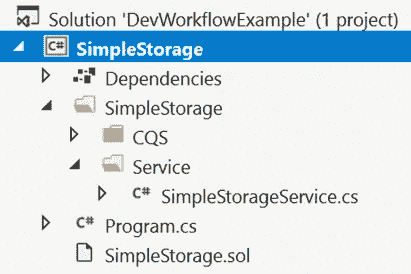 Solution 'DevWorkflowExample' (1 project)
C# SimpleStorage
Dependencies
SimpleStorage
CQS
Service
C# SimpleStorageService.cs
C# Program.cs
SimpleStorage.sol